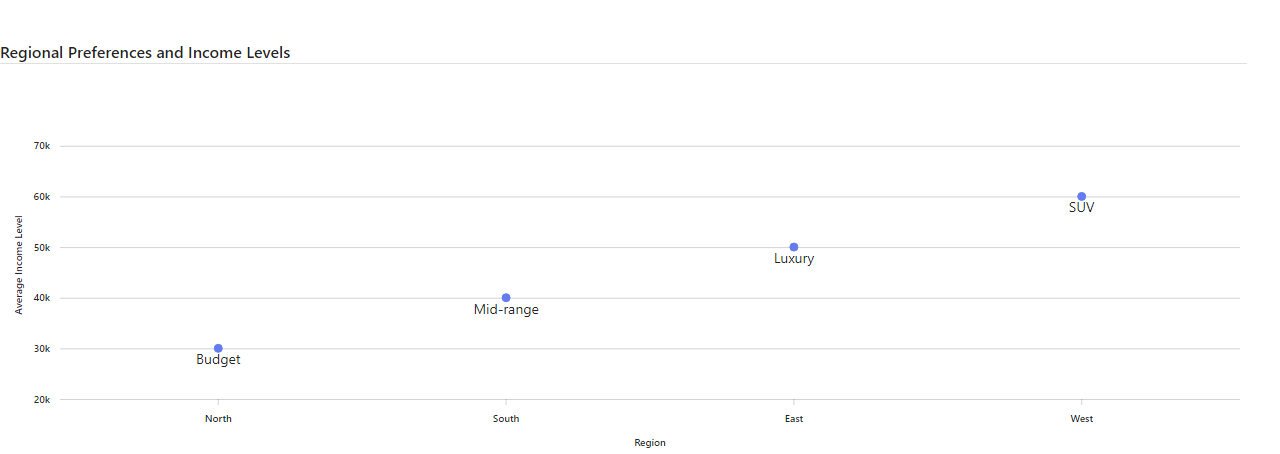 Regional Preferences and Income Levels
70k
60k
50k
40k
30k
20k
Average Income Level
SUV
Luxury
Mid-range
Budget
North
South
East
West
Region